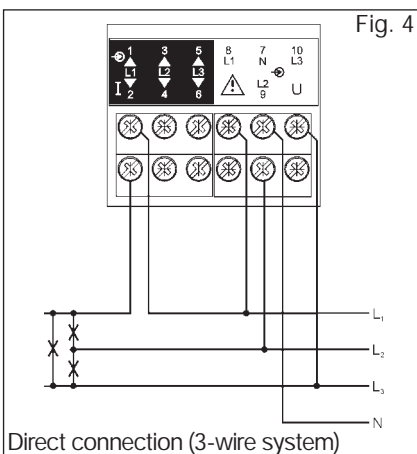 Fig. 4
1 3 5 8 7 10
L1 N L3
L1 L2 L3
L2
I U
2 4 6 9
L₁
L₂
L₃
N
Direct connection (3-wire system)